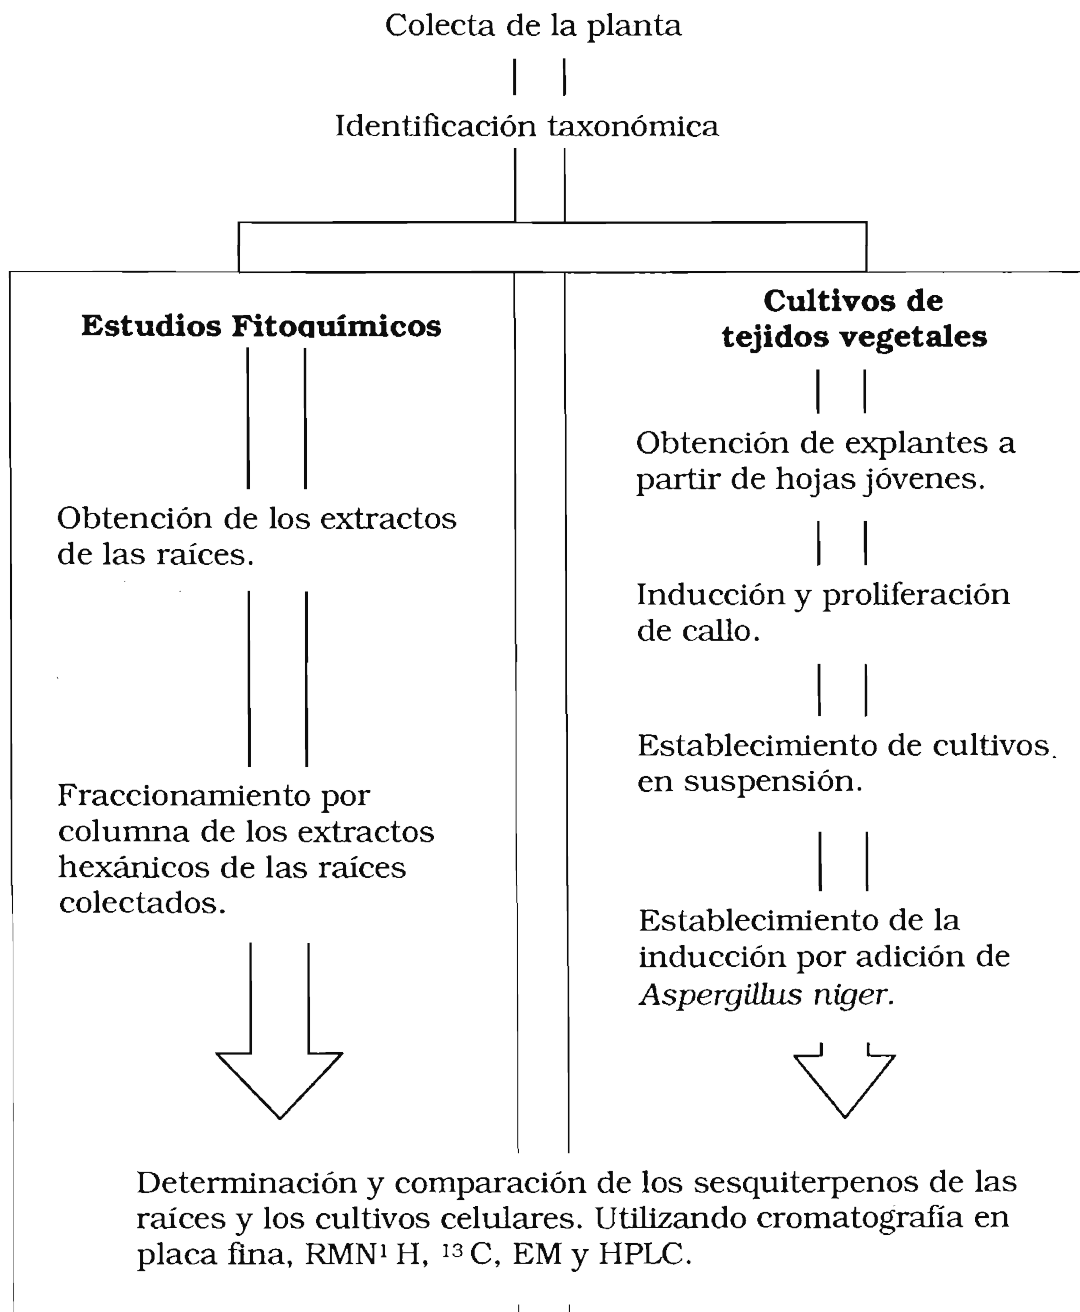 Colecta de la planta
Identificación taxonómica
Estudios Fitoquímicos
Obtención de los extractos
de las raíces.
Fraccionamiento por
columna de los extractos
hexánicos de las raíces
colectados.
Cultivos de
tejidos vegetales
Obtención de explantes a
partir de hojas jóvenes.
Inducción y proliferación
de callo.
Establecimiento de cultivos
en suspensión.
Establecimiento de la
inducción por adición de
Aspergillus niger.
Determinación y comparación de los sesquiterpenos de las
raíces y los cultivos celulares. Utilizando cromatografía en
placa fina, RMN¹ H, ¹³ C, EM y HPLC.